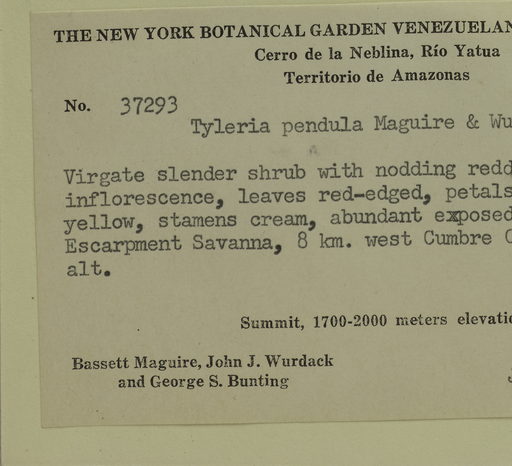 THE NEW YORK BOTANICAL GARDEN VENEZUELAN
Cerro de la Neblina, Río Yatua
Territorio de Amazonas
No. 37293
Tyleria pendula Maguire & Wu
Virgate slender shrub with nodding redd
inflorescence, leaves red-edged, petals
yellow, stamens cream, abundant exposed
Escarpment Savanna, 8 km. west Cumbre C
alt.
Summit, 1700-2000 meters elevatio
Bassett Maguire, John J. Wurdack
and George S. Bunting